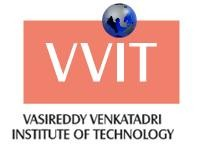 VVIT
VASIREDDY VENKATADRI
INSTITUTE OF TECHNOLOGY